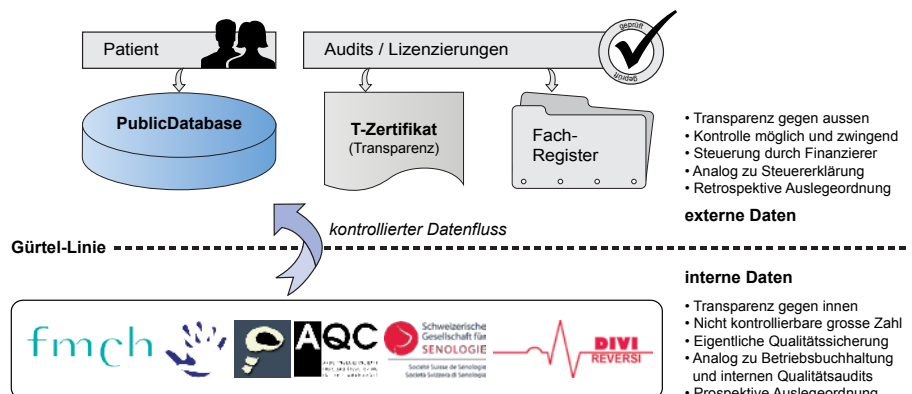 Patient
Audits / Lizenzierungen
geprüft
geprüft
PublicDatabase
T-Zertifikat
(Transparenz)
Fach-
Register
• Transparenz gegen aussen
• Kontrolle möglich und zwingend
• Steuerung durch Finanzierer
• Analog zu Steuererklärung
• Retrospektive Auslegeordnung
externe Daten
kontrollierter Datenfluss
Gürtel-Linie
interne Daten
• Transparenz gegen innen
• Nicht kontrollierbare grosse Zahl
• Eigentliche Qualitätssicherung
• Analog zu Betriebsbuchhaltung
und internen Qualitätsaudits
• Prospektive Auslegeordnung
fmch
AQC
Schweizerische
Gesellschaft für
SENOLOGIE
Société Suisse de Sénologie
Società Svizzera di Senologia
DIVI
REVERSI